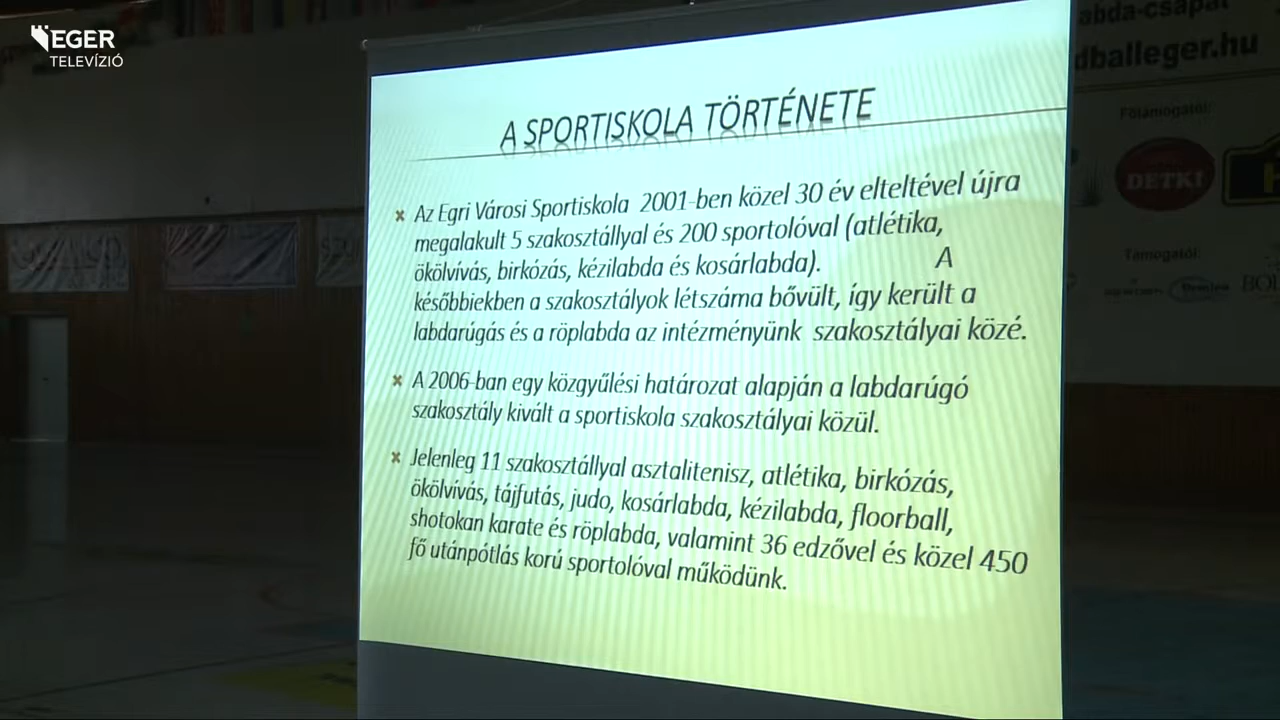 EGER
TELEVÍZIÓ
abda-csapat
dballeger.hu
Főtámogatói:
DETKI
Támogatói:
A SPORTISKOLA TÖRTÉNETE
Az Egri Városi Sportiskola 2001-ben közel 30 év elteltével újra
megalakult 5 szakosztállyal és 200 sportolóval (atlétika,
ökölvívás, birkózás, kézilabda és kosárlabda). A
későbbiekben a szakosztályok létszáma bővült, így került a
labdarúgás és a röplabda az intézményünk szakosztályai közé.
A 2006-ban egy közgyűlési határozat alapján a labdarúgó
szakosztály kivált a sportiskola szakosztályai közül.
Jelenleg 11 szakosztállyal asztalitenisz, atlétika, birkózás,
ökölvívás, tájfutás, judo, kosárlabda, kézilabda, floorball,
shotokan karate és röplabda, valamint 36 edzővel és közel 450
fő utánpótlás korú sportolóval működünk.